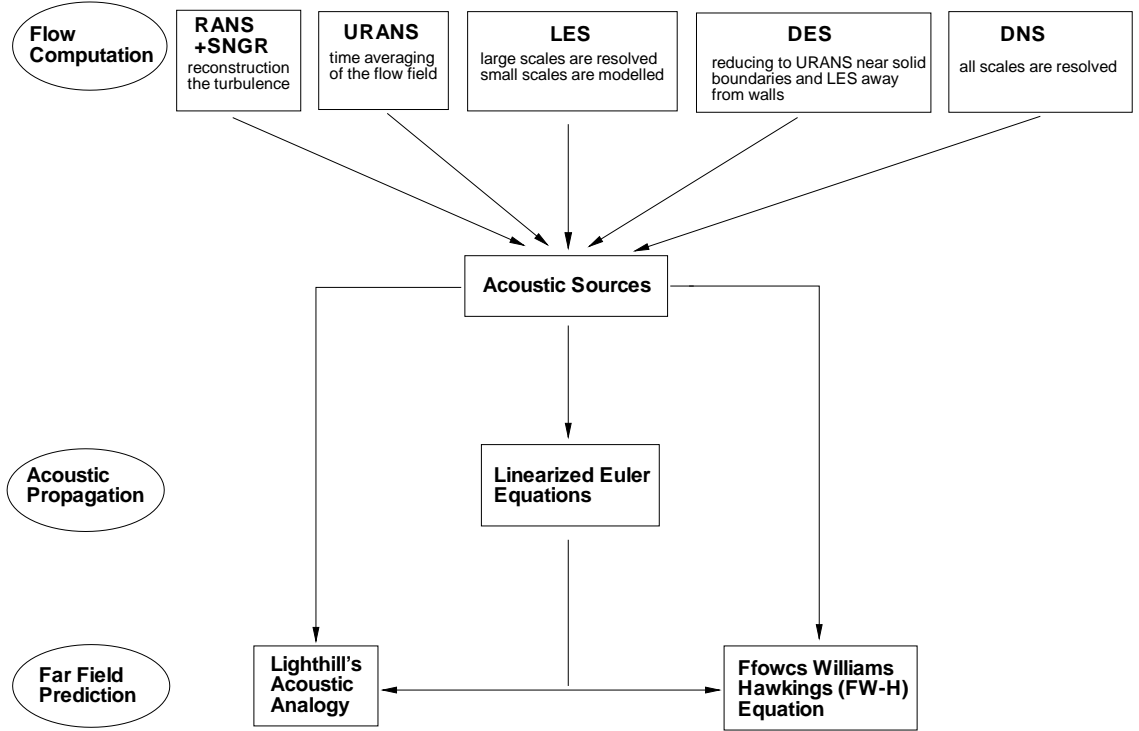 Flow
Computation
RANS
+SNGR
reconstruction
the turbulence
URANS
time averaging
of the flow field
LES
large scales are resolved
small scales are modelled
DES
reducing to URANS near solid
boundaries and LES away
from walls
DNS
all scales are resolved
Acoustic Sources
Acoustic
Propagation
Linearized Euler
Equations
Far Field
Prediction
Lighthill's
Acoustic
Analogy
Ffowcs Williams
Hawkings (FW-H)
Equation